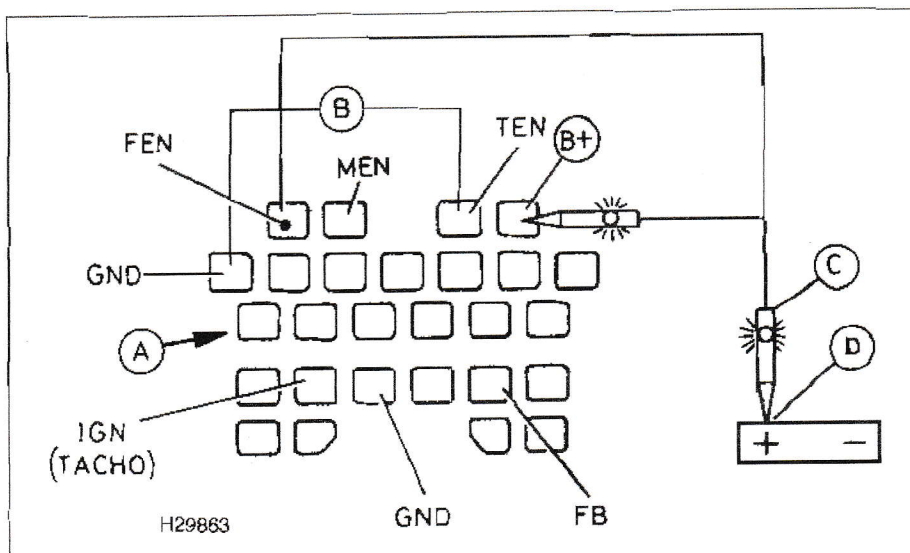 B
FEN
MEN
TEN
B+
GND
C
A
D
+ −
IGN
(TACHO)
GND
FB
H29863